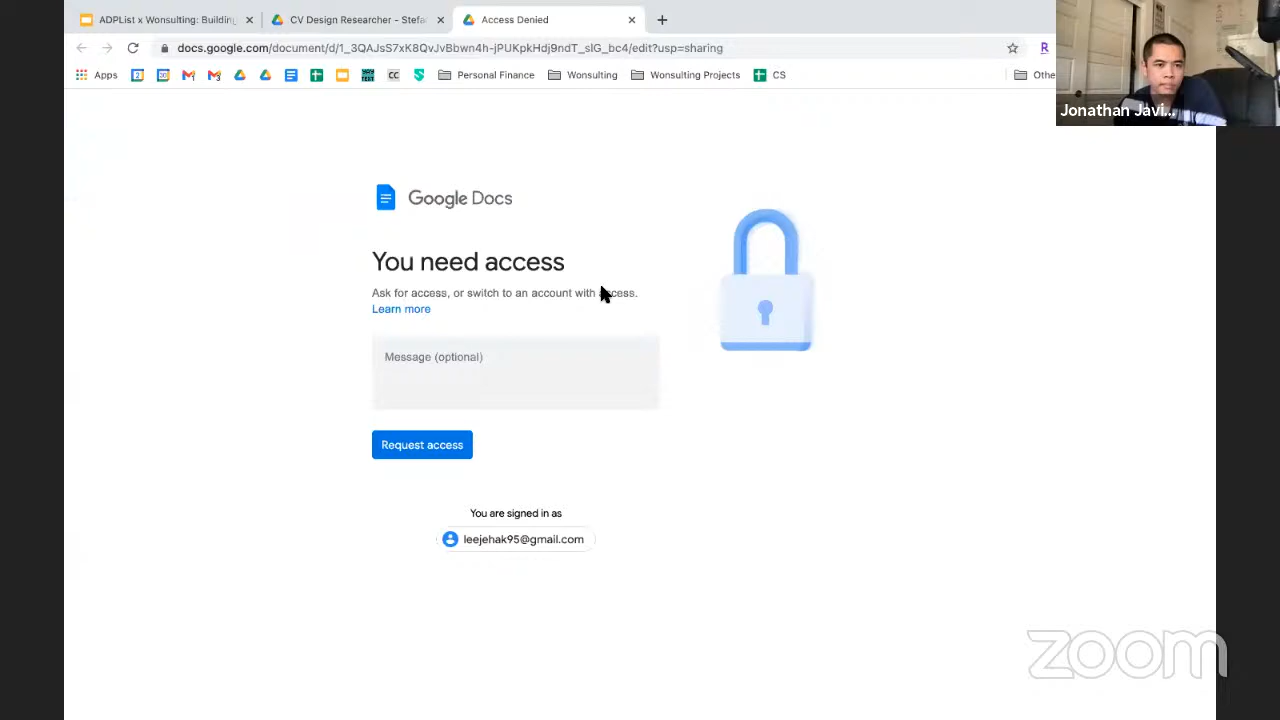 ADPList x Wonsulting: Building
CV Design Researcher - Stefa
Access Denied
docs.google.com/document/d/1_3QAJsS7xK8QvJvBbwn4h-jPUKpkHdj9ndT_sIG_bc4/edit?usp=sharing
R
Apps
CC
Personal Finance
Wonsulting
Wonsulting Projects
CS
Othe
Jonathan Javi...
Google Docs
You need access
Ask for access, or switch to an account with access.
Learn more
Message (optional)
Request access
You are signed in as
leejehak95@gmail.com
zoom